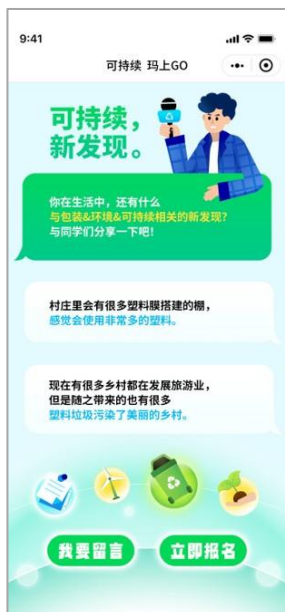 9:41
可持续 玛上GO
可持续，
新发现。
你在生活中，还有什么
与包装&环境&可持续相关的新发现？
与同学们分享一下吧！
村庄里会有很多塑料膜搭建的棚，
感觉会使用非常多的塑料。
现在有很多乡村都在发展旅游业，
但是随之带来的也有很多
塑料垃圾污染了美丽的乡村。
我要留言
立即报名